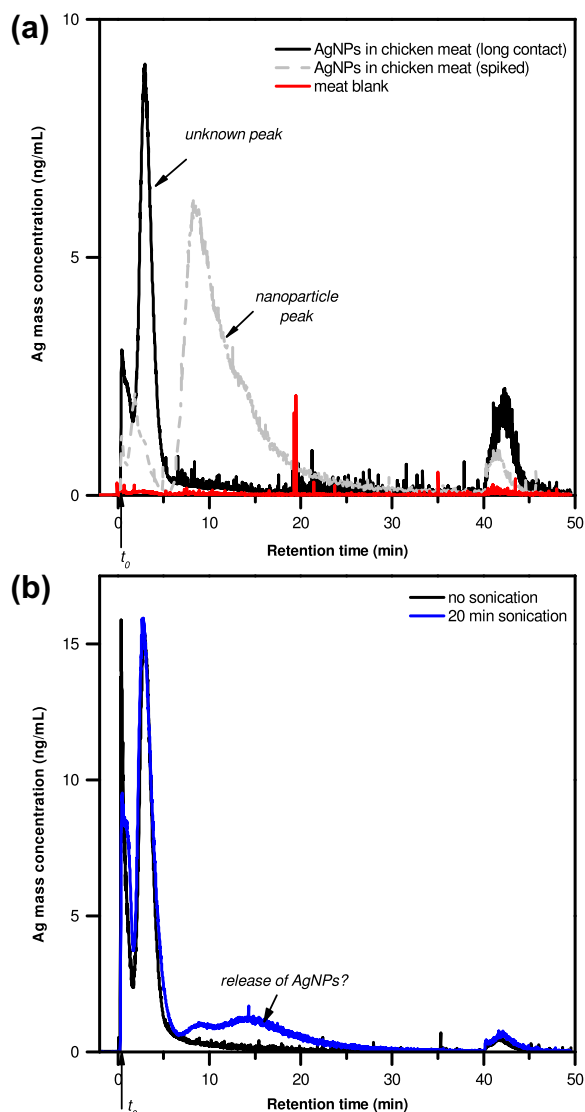 (a)
10
AgNPs in chicken meat (long contact)
AgNPs in chicken meat (spiked)
meat blank
unknown peak
Ag mass concentration (ng/mL)
5
nanoparticle
peak
0
0 10 20 30 40 50
t0
Retention time (min)
(b)
no sonication
20 min sonication
15
Ag mass concentration (ng/mL)
10
5
release of AgNPs?
0
0 10 20 30 40 50
Retention time (min)